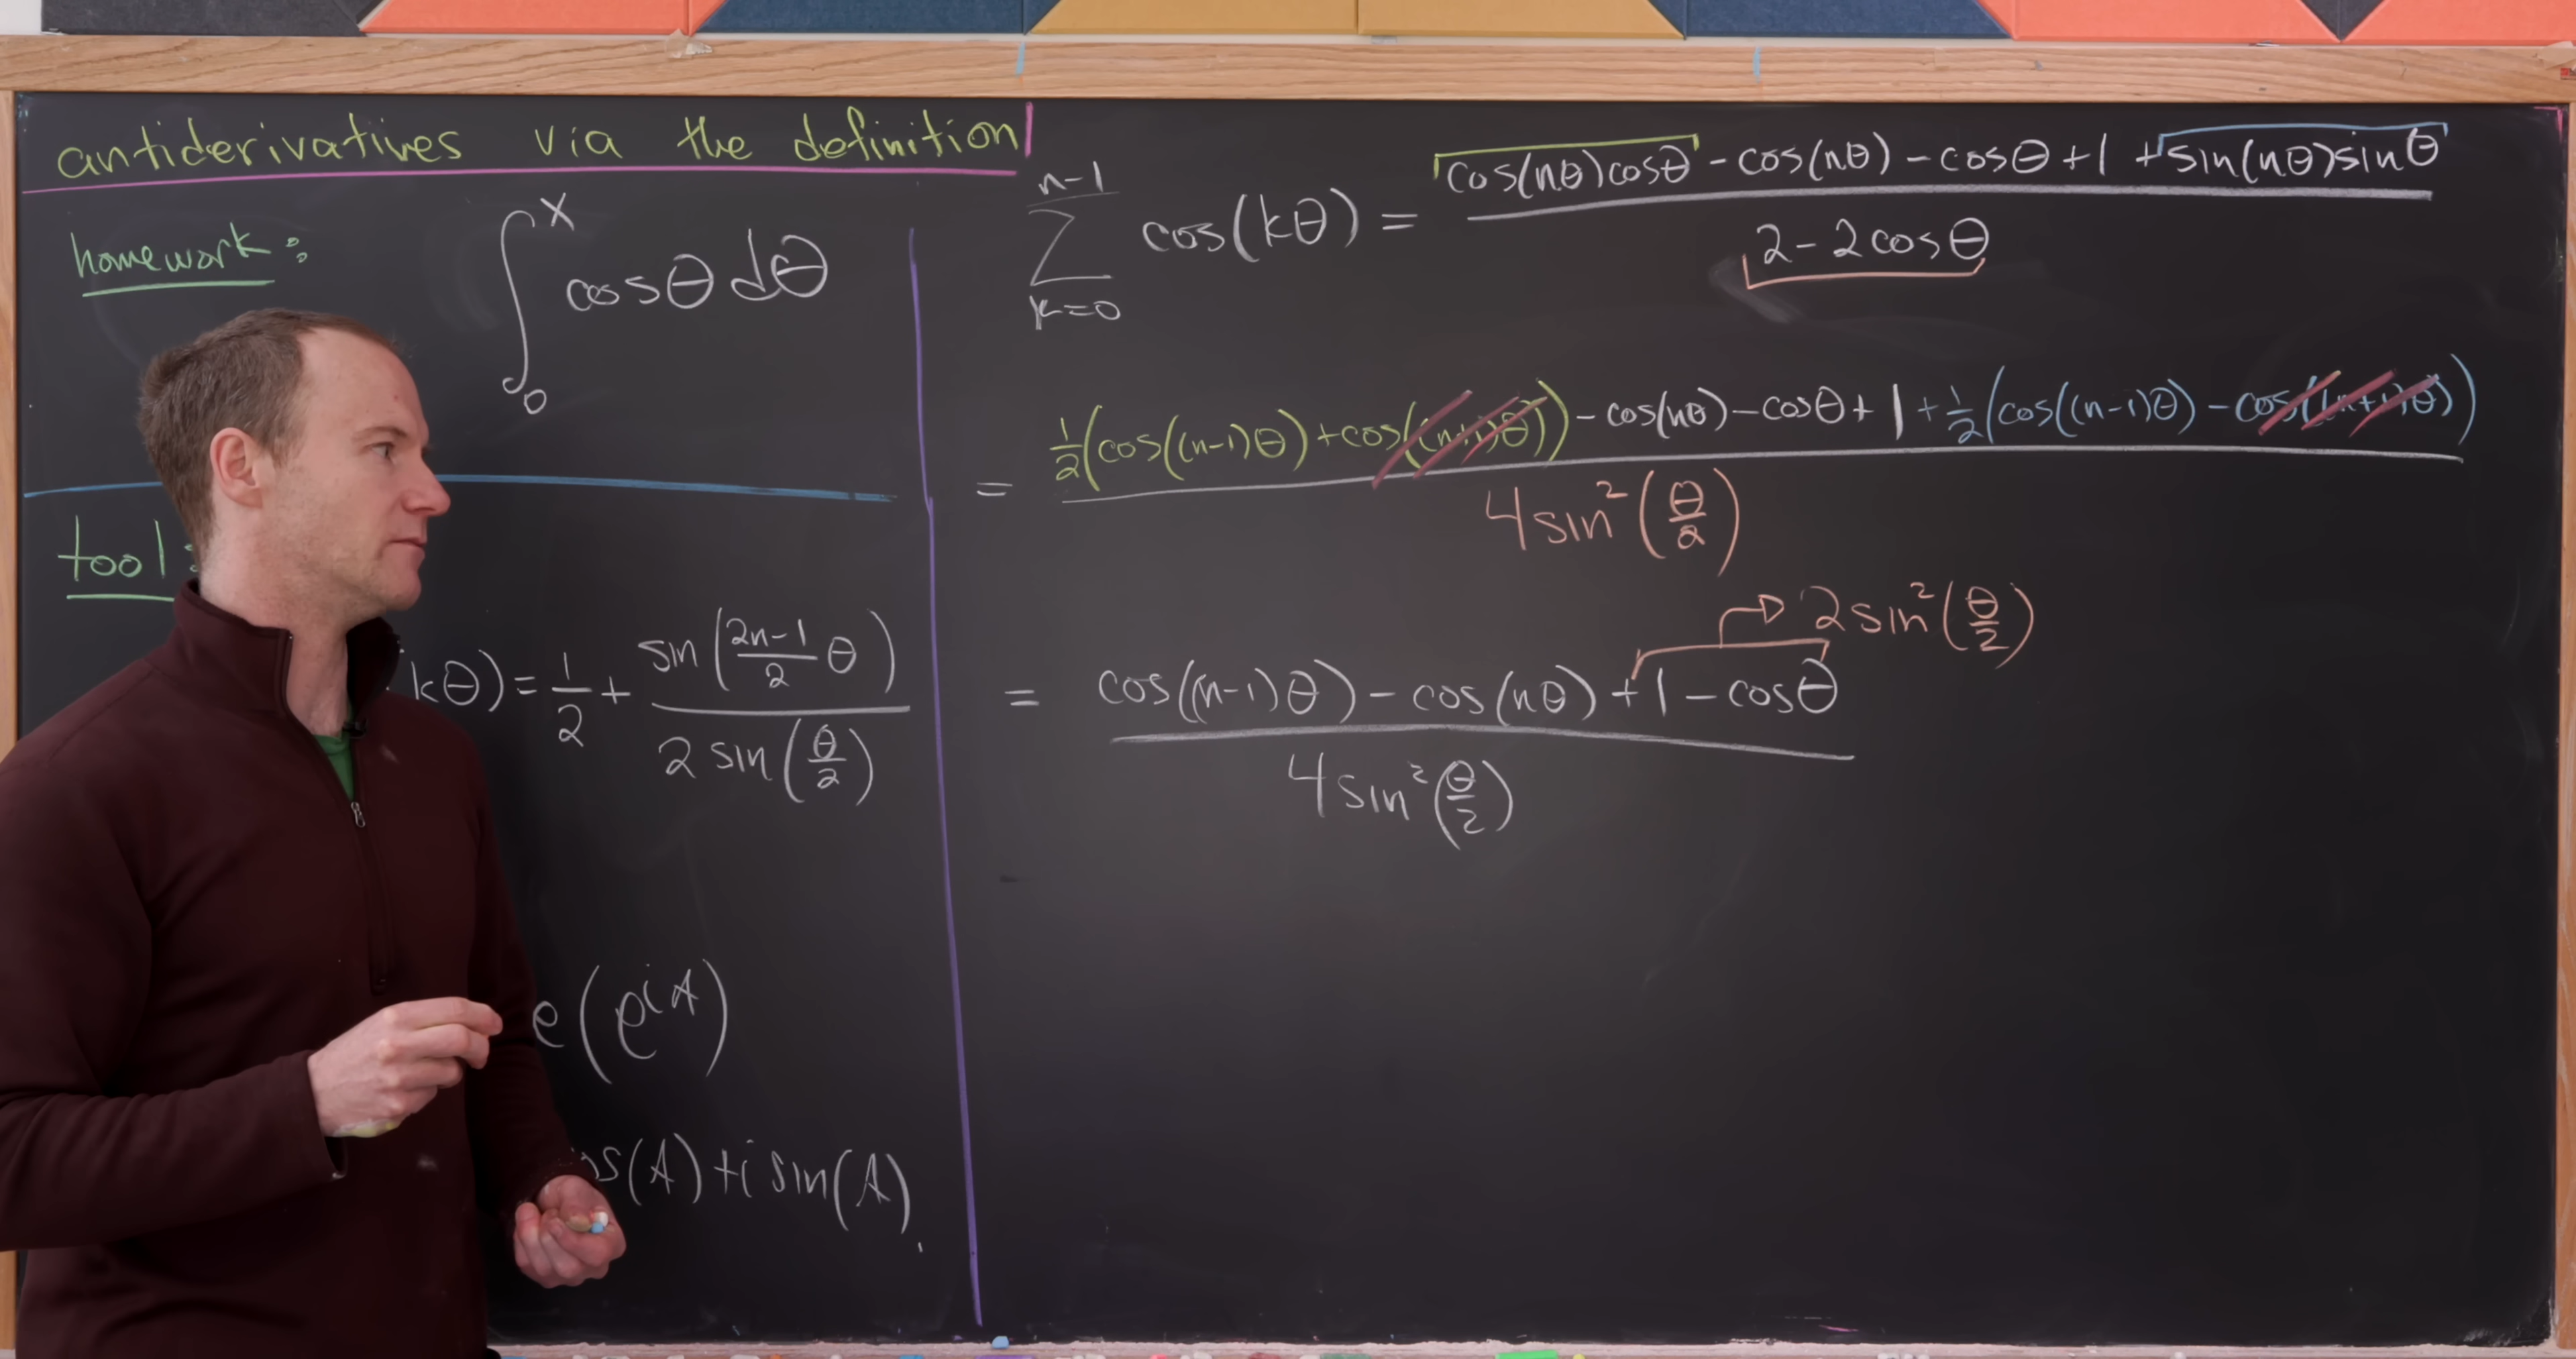 antiderivatives via the definition
homework:
∫₀ˣ cosθ dθ
tool:
kθ) = 1/2 + sin((2n-1)/2 θ) / (2 sin(θ/2))
e(e^{iA})
os(A) + i sin(A).
∑_{k=0}^{n-1} cos(kθ) = (cos(nθ)cosθ - cos(nθ) - cosθ + 1 + sin(nθ)sinθ) / (2 - 2cosθ)
= (1/2(cos((n-1)θ) + cos((n+1)θ)) - cos(nθ) - cosθ + 1 + 1/2(cos((n-1)θ) - cos((n+1)θ))) / (4sin²(θ/2))
→ 2sin²(θ/2)
= (cos((n-1)θ) - cos(nθ) + 1 - cosθ) / (4sin²(θ/2))